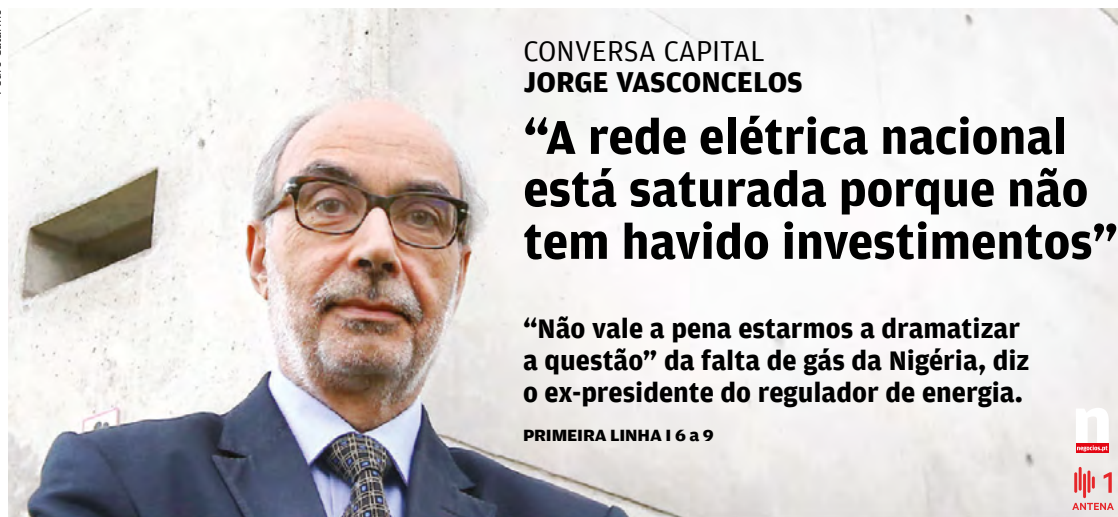 CONVERSA CAPITAL
JORGE VASCONCELOS
“A rede elétrica nacional
está saturada porque não
tem havido investimentos”
“Não vale a pena estarmos a dramatizar
a questão” da falta de gás da Nigéria, diz
o ex-presidente do regulador de energia.
PRIMEIRA LINHA I 6 a 9
n
negocios.pt
1
ANTENA